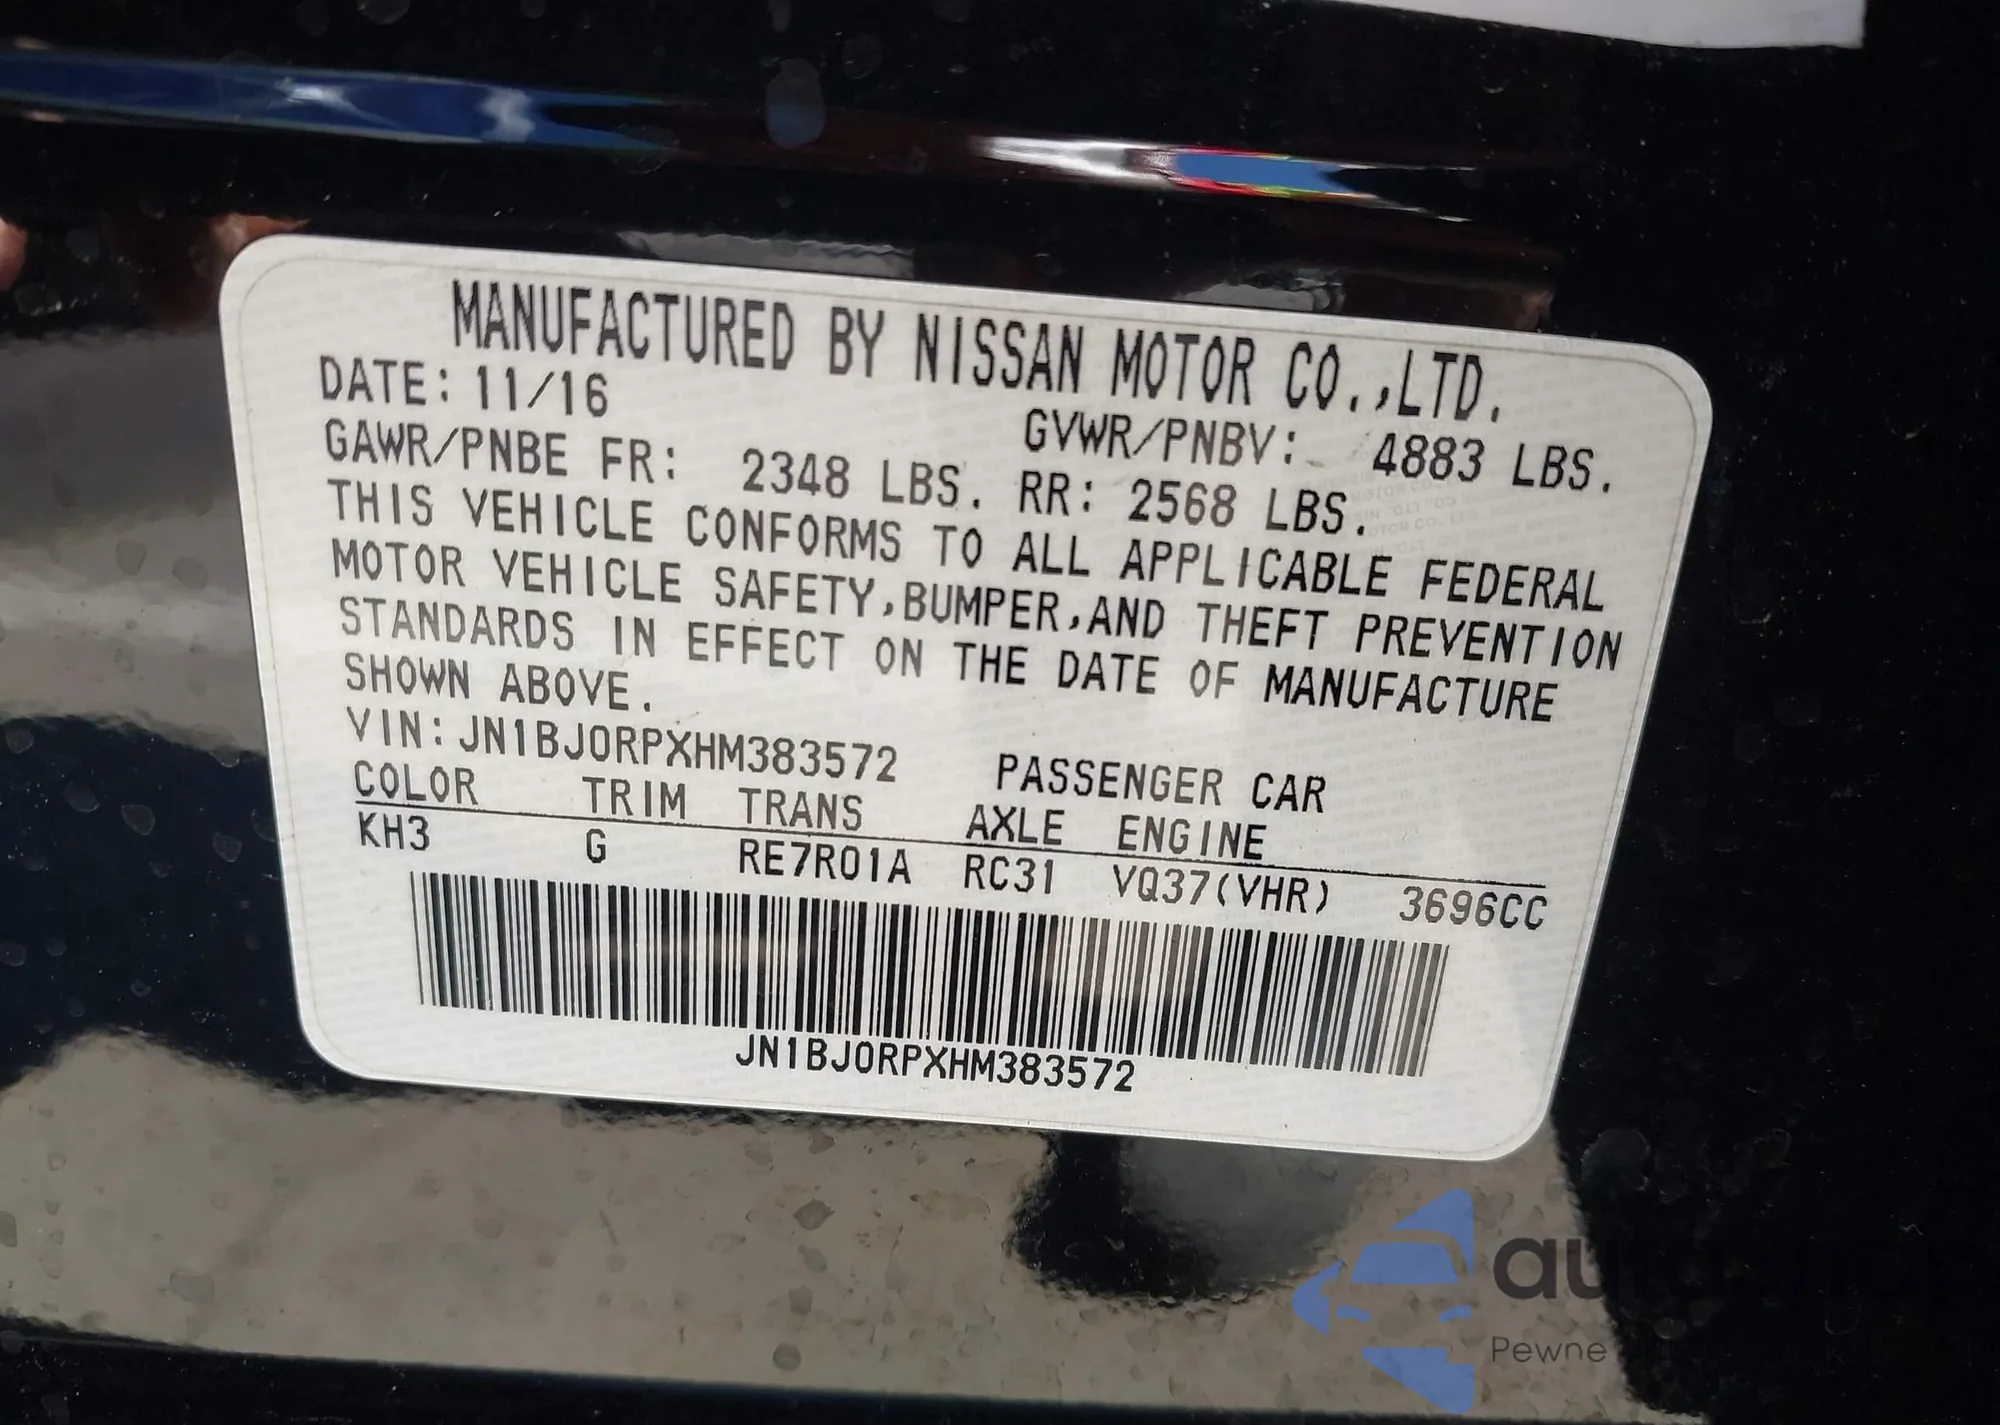 MANUFACTURED BY NISSAN MOTOR CO.,LTD.
DATE: 11/16 GVWR/PNBV: 4883 LBS.
GAWR/PNBE FR: 2348 LBS. RR: 2568 LBS.
THIS VEHICLE CONFORMS TO ALL APPLICABLE FEDERAL
MOTOR VEHICLE SAFETY,BUMPER,AND THEFT PREVENTION
STANDARDS IN EFFECT ON THE DATE OF MANUFACTURE
SHOWN ABOVE.
VIN:JN1BJ0RPXHM383572 PASSENGER CAR
COLOR TRIM TRANS AXLE ENGINE
KH3 G RE7R01A RC31 VQ37(VHR) 3696CC
JN1BJ0RPXHM383572
Pewne